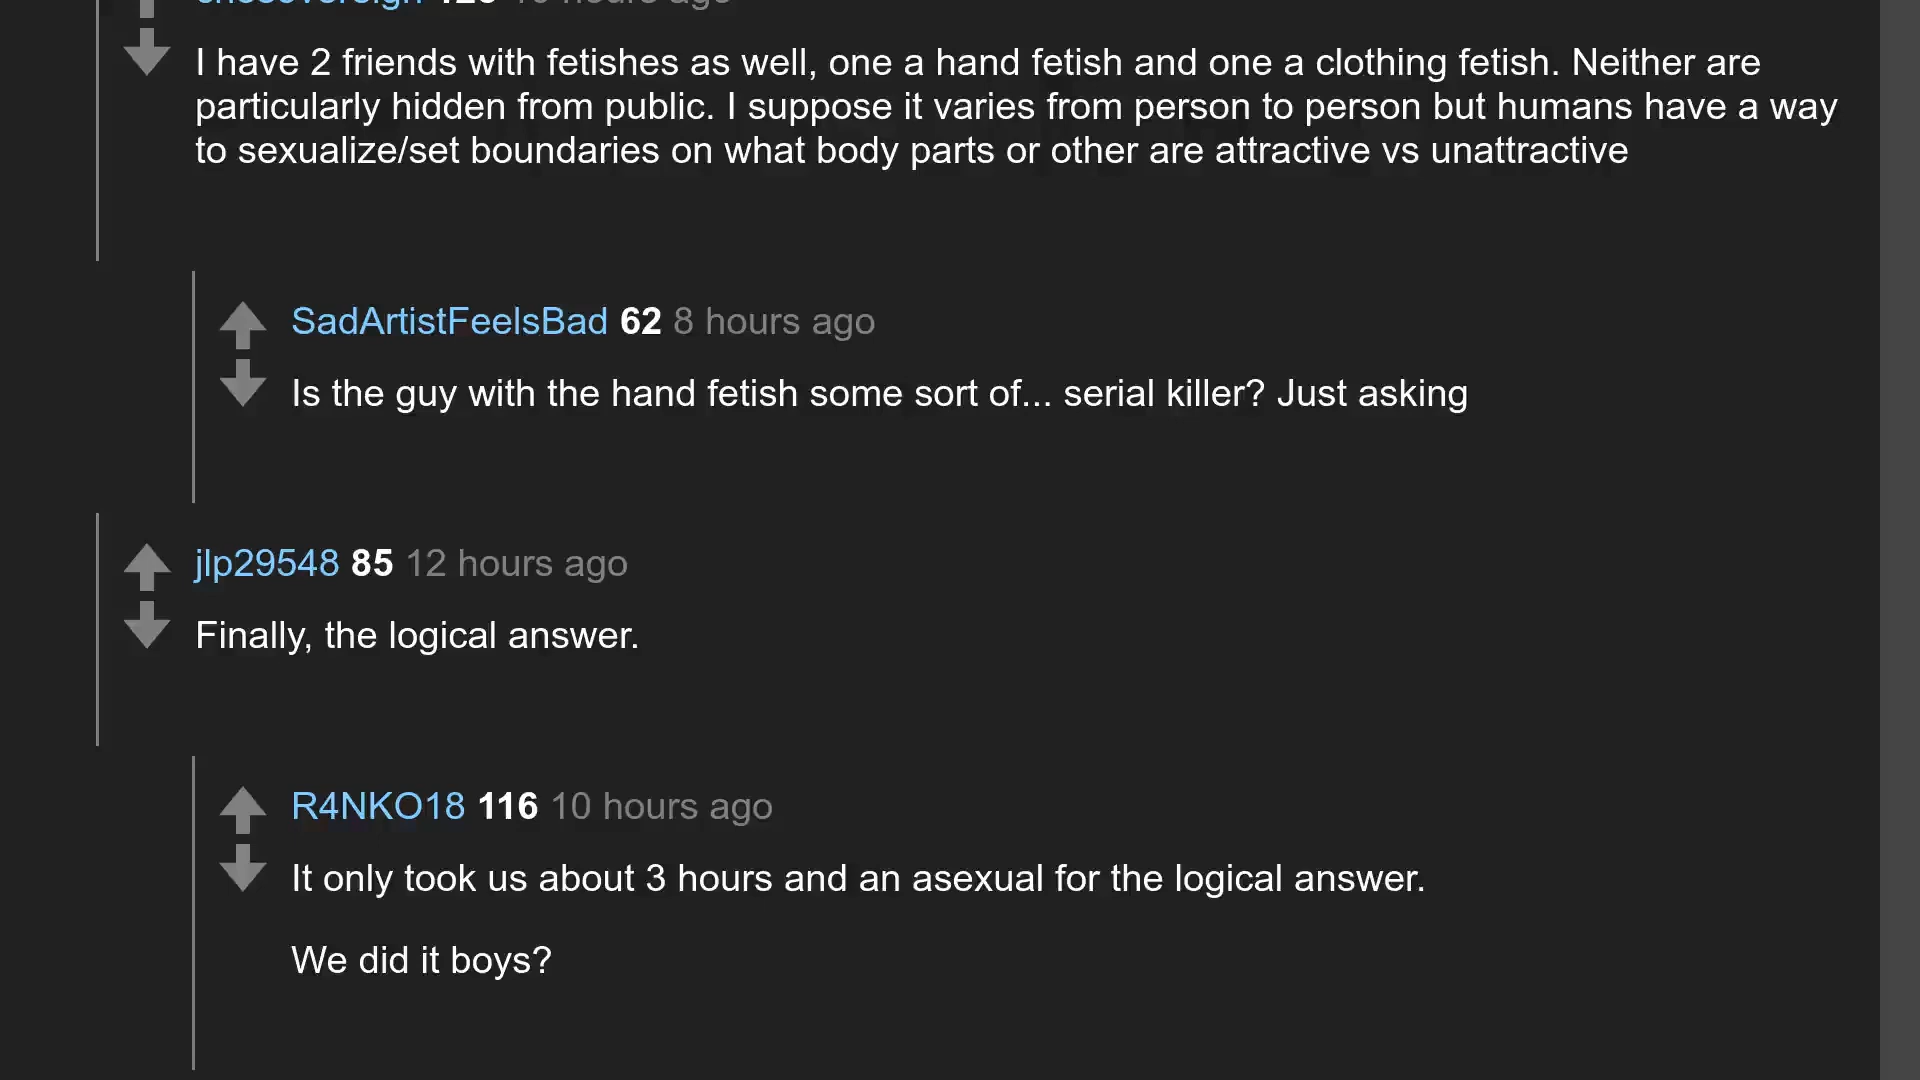 I have 2 friends with fetishes as well, one a hand fetish and one a clothing fetish. Neither are
particularly hidden from public. I suppose it varies from person to person but humans have a way
to sexualize/set boundaries on what body parts or other are attractive vs unattractive
SadArtistFeelsBad 62 8 hours ago
Is the guy with the hand fetish some sort of... serial killer? Just asking
jlp29548 85 12 hours ago
Finally, the logical answer.
R4NKO18 116 10 hours ago
It only took us about 3 hours and an asexual for the logical answer.
We did it boys?